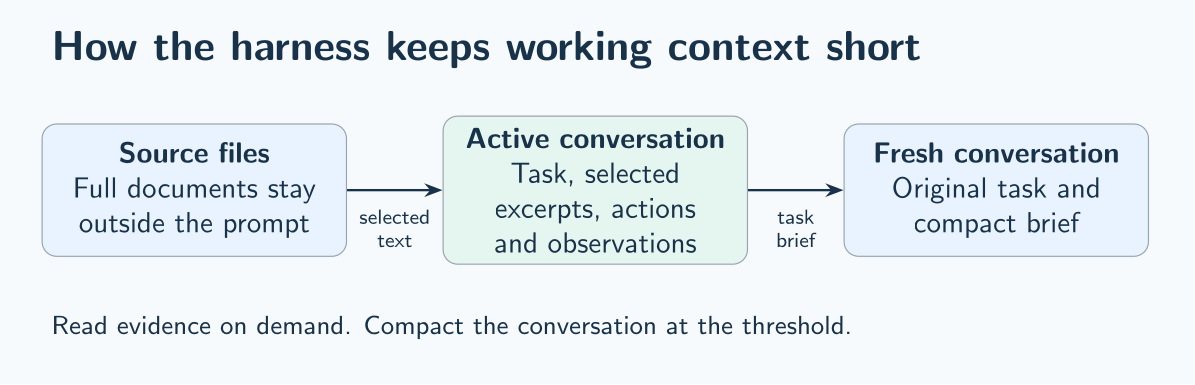 How the harness keeps working context short
Source files
Full documents stay
outside the prompt
selected
text
Active conversation
Task, selected
excerpts, actions
and observations
task
brief
Fresh conversation
Original task and
compact brief
Read evidence on demand. Compact the conversation at the threshold.